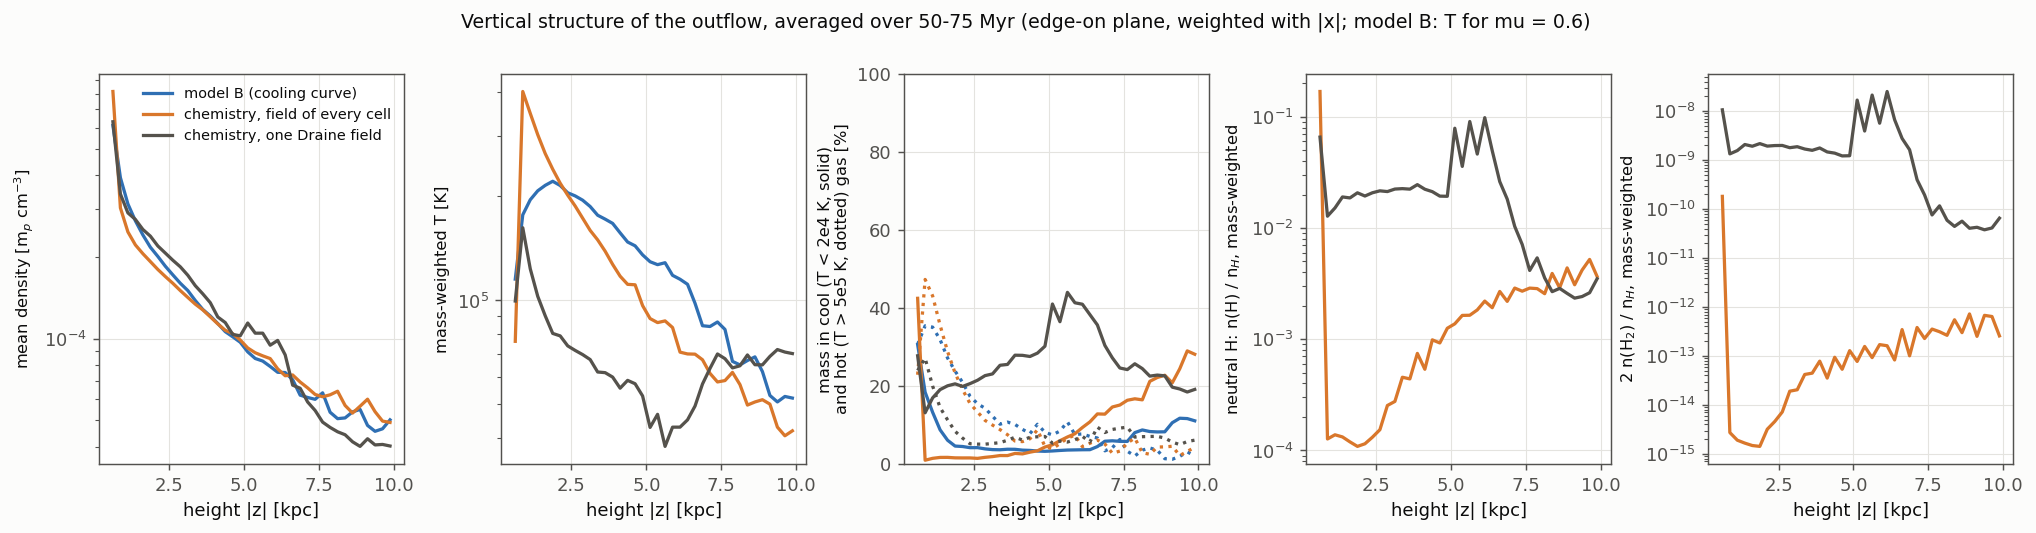 Vertical structure of the outflow, averaged over 50-75 Myr (edge-on plane, weighted with |x|; model B: T for mu = 0.6)
mean density [m$_p$ cm$^{-3}$]
10$^{-4}$
model B (cooling curve)
chemistry, field of every cell
chemistry, one Draine field
2.5 5.0 7.5 10.0
height |z| [kpc]
mass-weighted T [K]
10$^5$
2.5 5.0 7.5 10.0
height |z| [kpc]
mass in cool (T < 2e4 K, solid)
and hot (T > 5e5 K, dotted) gas [%]
100
80
60
40
20
0
2.5 5.0 7.5 10.0
height |z| [kpc]
neutral H: n(H) / n$_H$, mass-weighted
10$^{-1}$
10$^{-2}$
10$^{-3}$
10$^{-4}$
2.5 5.0 7.5 10.0
height |z| [kpc]
2 n(H$_2$) / n$_H$, mass-weighted
10$^{-8}$
10$^{-9}$
10$^{-10}$
10$^{-11}$
10$^{-12}$
10$^{-13}$
10$^{-14}$
10$^{-15}$
2.5 5.0 7.5 10.0
height |z| [kpc]